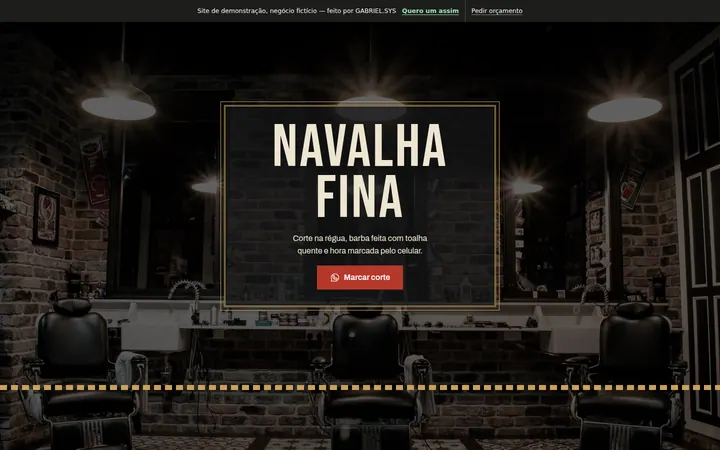 Site de demonstração, negócio fictício — feito por GABRIEL.SYS Quero um assim Pedir orçamento
NAVALHA
FINA
Corte na régua, barba feita com toalha
quente e hora marcada pelo celular.
Marcar corte